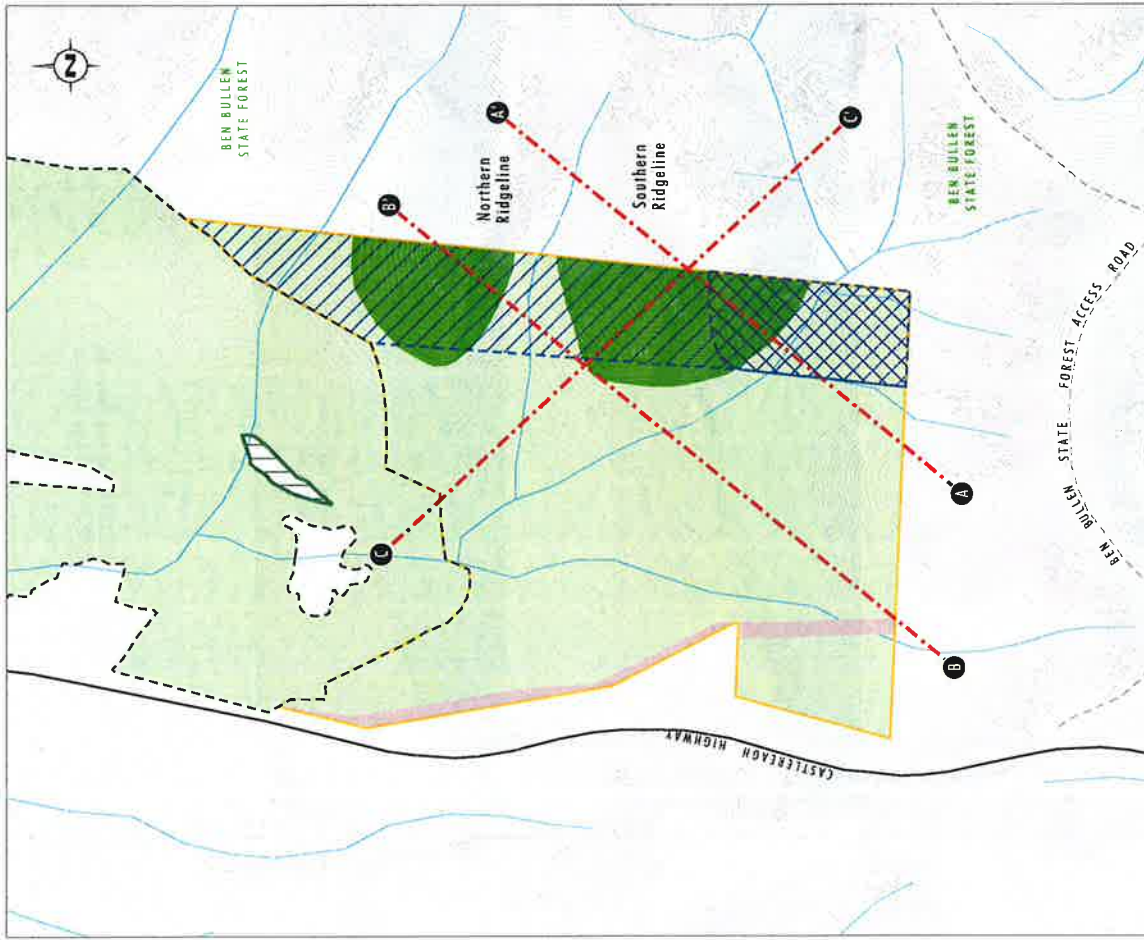 N
BEN BULLEN
STATE FOREST
A'
B'
Northern
Ridgeline
Southern
Ridgeline
C'
C
BEN BULLEN
STATE FOREST
A
B
CASTLEREAGH HIGHWAY
BEN BULLEN STATE FOREST ACCESS ROAD